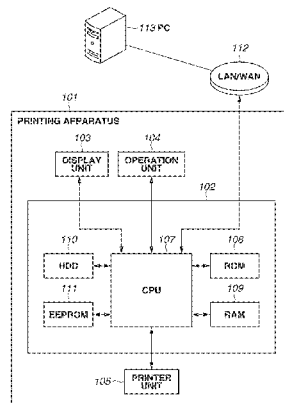 113 PC
112
LAN/WAN
101
PRINTING APPARATUS
103
104
DISPLAY
UNIT
OPERATION
UNIT
102
110
107
108
HDD
CPU
ROM
111
109
EEPROM
RAM
PRINTER
UNIT
105